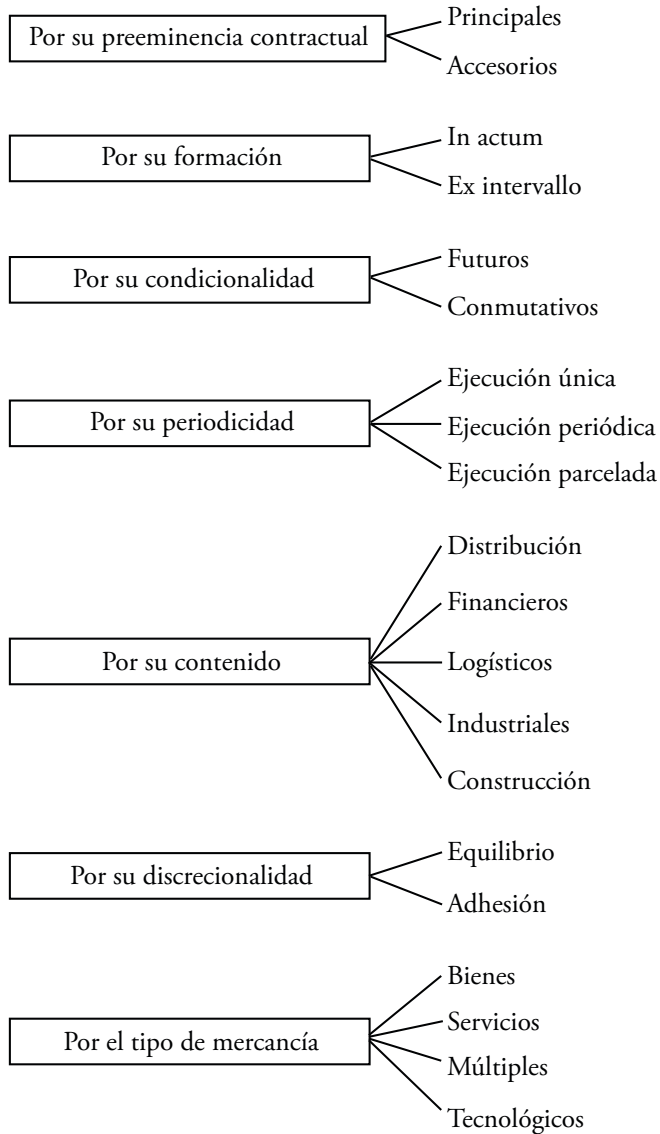 Por su preeminencia contractual
Principales
Accesorios
Por su formación
In actum
Ex intervallo
Por su condicionalidad
Futuros
Conmutativos
Por su periodicidad
Ejecución única
Ejecución periódica
Ejecución parcelada
Por su contenido
Distribución
Financieros
Logísticos
Industriales
Construcción
Por su discrecionalidad
Equilibrio
Adhesión
Por el tipo de mercancía
Bienes
Servicios
Múltiples
Tecnológicos